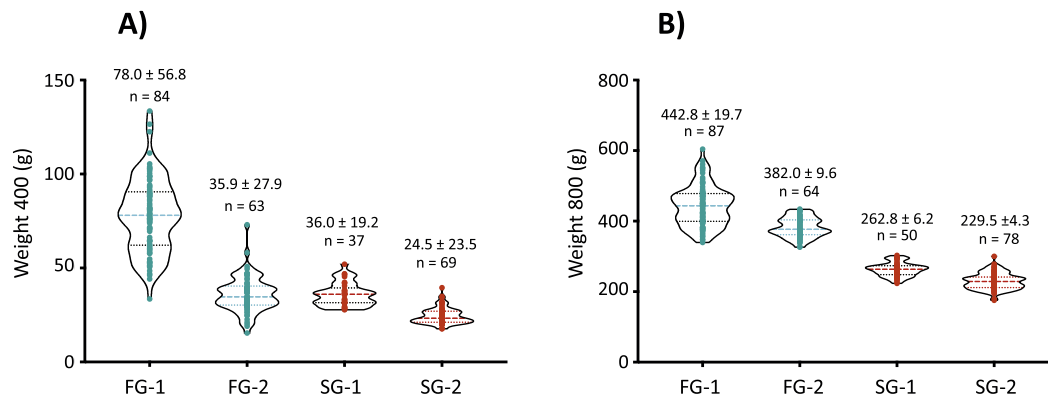 A)
Weight 400 (g)
150
100
50
0
78.0 ± 56.8
n = 84
35.9 ± 27.9
n = 63
36.0 ± 19.2
n = 37
24.5 ± 23.5
n = 69
FG-1 FG-2 SG-1 SG-2
B)
Weight 800 (g)
800
600
400
200
0
442.8 ± 19.7
n = 87
382.0 ± 9.6
n = 64
262.8 ± 6.2
n = 50
229.5 ±4.3
n = 78
FG-1 FG-2 SG-1 SG-2